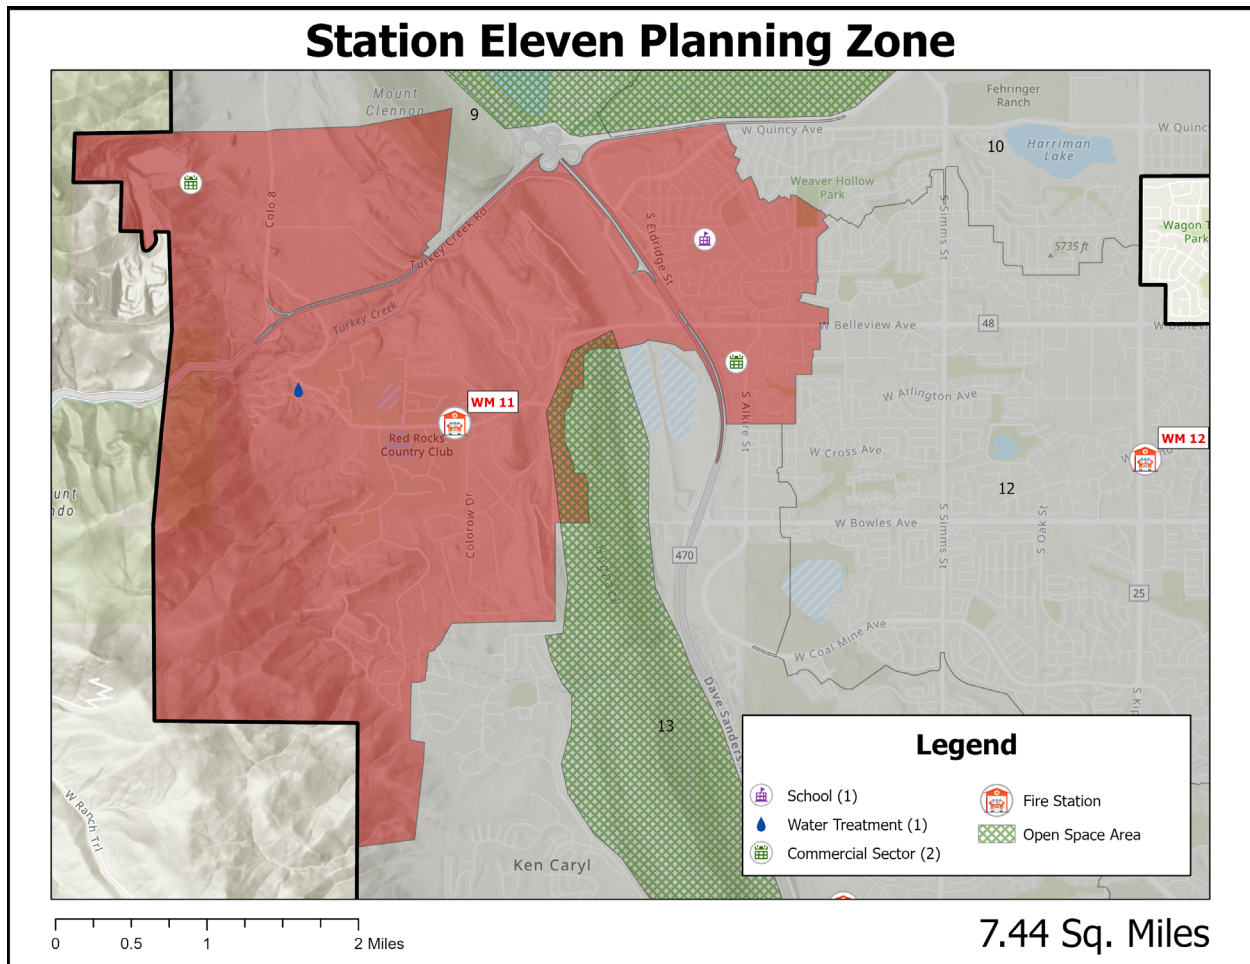 Station Eleven Planning Zone
Mount
Clennon
9
Fehringer
Ranch
W Quincy Ave
10
Harriman
Lake
Weaver Hollow
Park
Wagon
Park
Colo 8
Turkey Creek Rd
S Eldridge St
S Simms St
5735 ft
Turkey Creek
W Belleview Ave
48
WM 11
Red Rocks
Country Club
W Arlington Ave
S Alkire St
W Cross Ave
WM 12
12
Colorow Dr
W Bowles Ave
S Simms St
S Oak St
470
25
W Coal Mine Ave
Dave Sanders
13
W Ranch Trl
Ken Caryl
Legend
School (1)
Water Treatment (1)
Commercial Sector (2)
Fire Station
Open Space Area
0 0.5 1 2 Miles
7.44 Sq. Miles